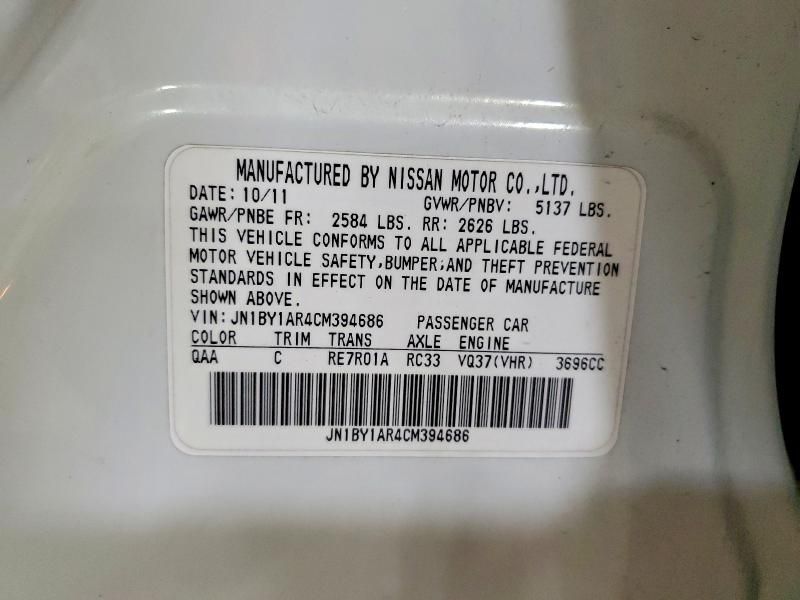 MANUFACTURED BY NISSAN MOTOR CO.,LTD.
DATE: 10/11 GVWR/PNBV: 5137 LBS.
GAWR/PNBE FR: 2584 LBS. RR: 2626 LBS.
THIS VEHICLE CONFORMS TO ALL APPLICABLE FEDERAL
MOTOR VEHICLE SAFETY,BUMPER,AND THEFT PREVENTION
STANDARDS IN EFFECT ON THE DATE OF MANUFACTURE
SHOWN ABOVE.
VIN: JN1BY1AR4CM394686 PASSENGER CAR
COLOR TRIM TRANS AXLE ENGINE
QAA C RE7R01A RC33 VQ37(VHR) 3696CC
JN1BY1AR4CM394686